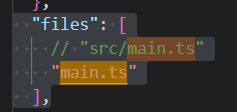 },
"files": [
// "src/main.ts"
"main.ts"
],